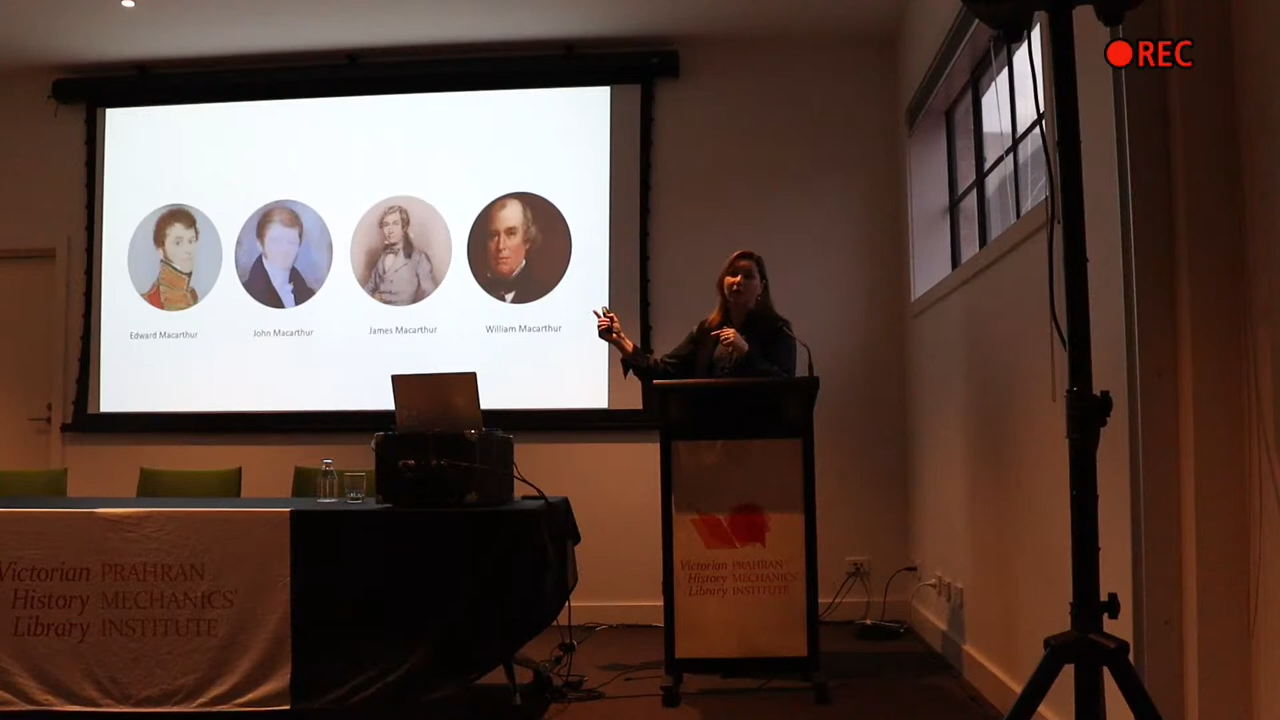 REC
Edward Macarthur
John Macarthur
James Macarthur
William Macarthur
Victorian PRAHRAN
History MECHANICS'
Library INSTITUTE
Victorian PRAHRAN
History MECHANICS'
Library INSTITUTE